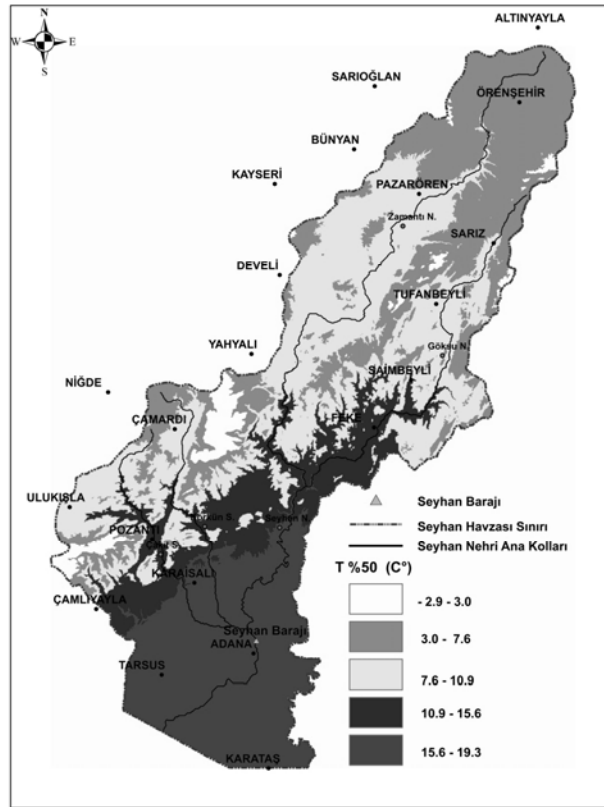 N
W E
S
ALTINYAYLA
SARIOĞLAN
ÖRENŞEHİR
BÜNYAN
KAYSERİ
PAZARÖREN
Zamantı N.
SARIZ
DEVELİ
TUFANBEYLİ
YAHYALI
Göksu N.
SAİMBEYLİ
NİĞDE
FEKE
ÇAMARDI
ULUKIŞLA
Seyhan N.
POZANTI
KARAİSALI
ÇAMLIYAYLA
Seyhan Barajı
ADANA
TARSUS
KARATAŞ
Seyhan Barajı
Seyhan Havzası Sınırı
Seyhan Nehri Ana Kolları
T %50 (C°)
- 2.9 - 3.0
3.0 - 7.6
7.6 - 10.9
10.9 - 15.6
15.6 - 19.3